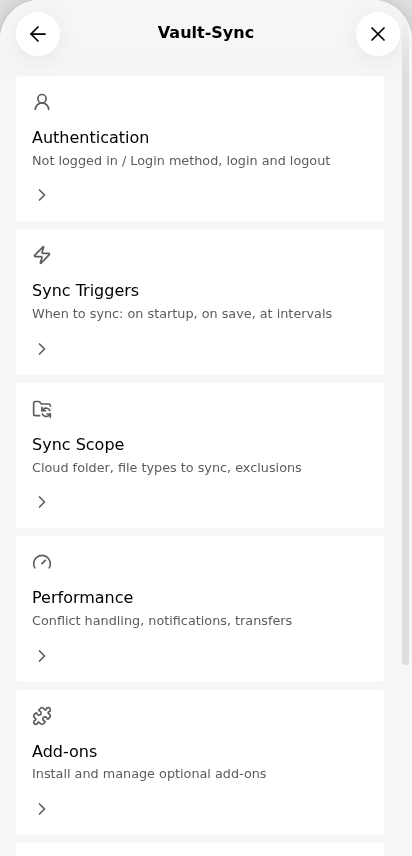 Vault-Sync
Authentication
Not logged in / Login method, login and logout
Sync Triggers
When to sync: on startup, on save, at intervals
Sync Scope
Cloud folder, file types to sync, exclusions
Performance
Conflict handling, notifications, transfers
Add-ons
Install and manage optional add-ons